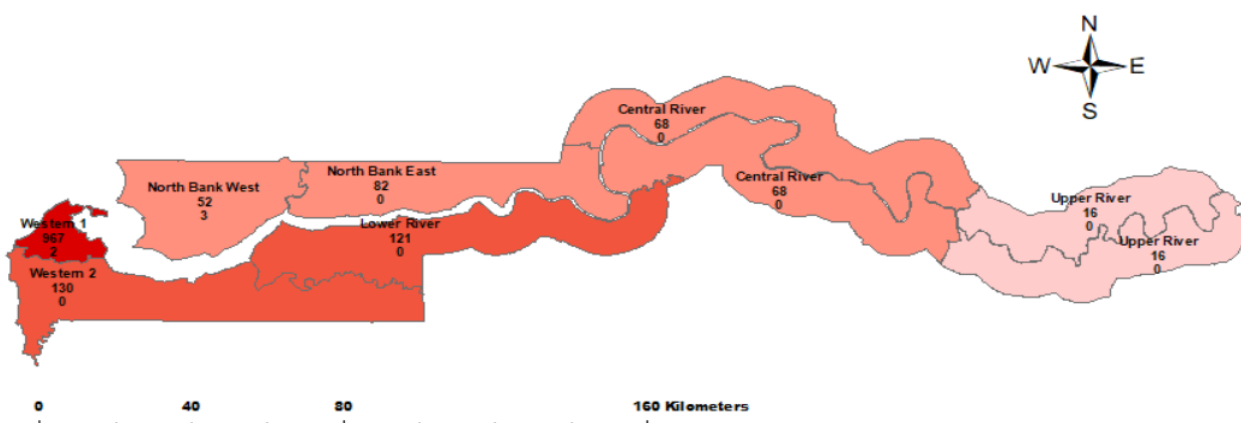 N
W E
S
Central River
68
0
North Bank East
82
0
North Bank West
52
3
Central River
68
0
Western 1
967
2
Lower River
121
0
Upper River
16
0
Upper River
16
0
Western 2
130
0
0 40 80 160 Kilometers